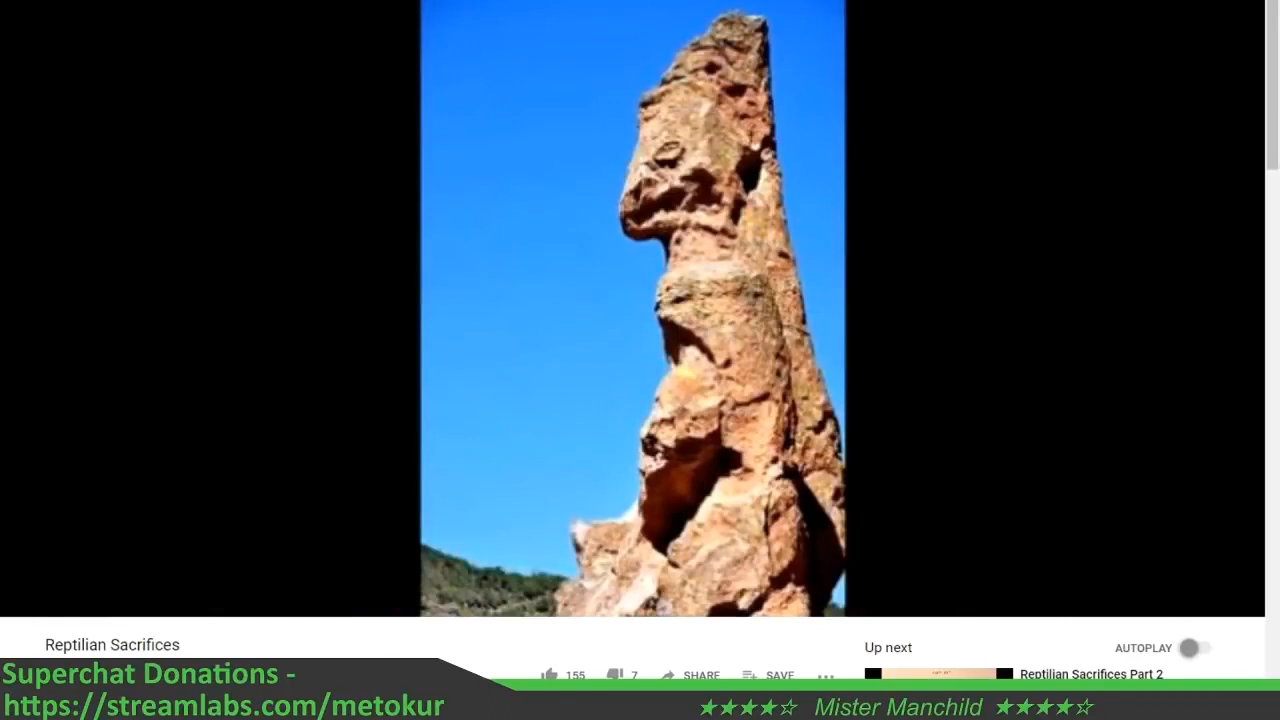 Reptilian Sacrifices
155
7
SHARE
SAVE
Up next
AUTOPLAY
Reptilian Sacrifices Part 2
Superchat Donations -
https://streamlabs.com/metokur
★★★★☆ Mister Manchild ★★★★☆